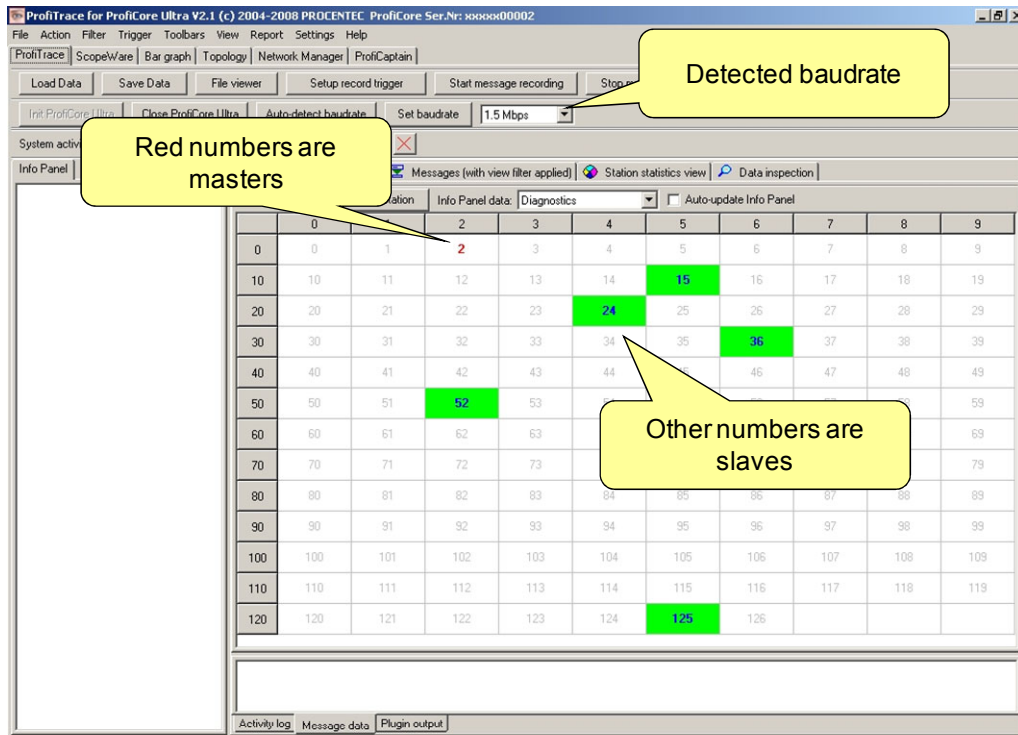 ProfiTrace for ProfiCore Ultra V2.1 (c) 2004-2008 PROCENTEC ProfiCore Ser.Nr: xxxxx00002
File Action Filter Trigger Toolbars View Report Settings Help
ProfiTrace ScopeWare Bar graph Topology Network Manager ProfiCaptain
Load Data Save Data File viewer Setup record trigger Start message recording Stop
Detected baudrate
Init ProfiCore Ultra Close ProfiCore Ultra Auto-detect baudrate Set baudrate 1.5 Mbps
System
Red numbers are
masters
Info Panel Messages (with view filter applied) Station statistics view Data inspection
Info Panel data: Diagnostics Auto-update Info Panel
0 2 3 4 5 6 7 8 9
0 0 1 2 3 4 5 6 7 8 9
10 10 11 12 13 14 15 16 17 18 19
20 20 21 22 23 24 25 26 27 28 29
30 30 31 32 33 34 35 36 37 38 39
40 40 41 42 43 44 46 47 48 49
50 50 51 52 53 59
60 60 61 62 63 69
Other numbers are
slaves
70 70 71 72 73 79
80 80 81 82 83 84 85 86 87 88 89
90 90 91 92 93 94 95 96 97 98 99
100 100 101 102 103 104 105 106 107 108 109
110 110 111 112 113 114 115 116 117 118 119
120 120 121 122 123 124 125 126
Activity log Message data Plugin output